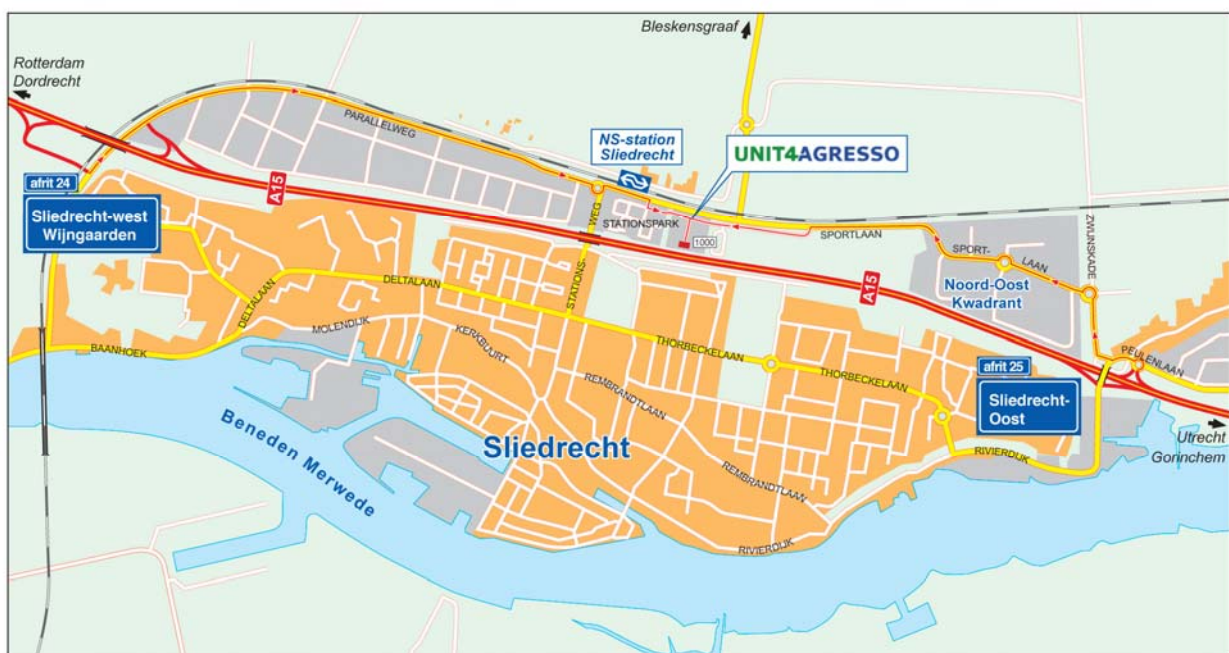 Bleskensgraaf
Rotterdam
Dordrecht
PARALLELWEG
NS-station
Sliedrecht
UNIT4AGRESSO
afrit 24
Sliedrecht-west
Wijngaarden
A15
STATIONSPARK
1000
SPORTLAAN
SPORT-
LAAN
ZWIJNSKADE
Noord-Oost
Kwadrant
STATIONS-
WEG
A15
DELTALAAN
DELTALAAN
MOLENDIJK
KERKBUURT
BAANHOEK
THORBECKELAAN
THORBECKELAAN
PEULENLAAN
afrit 25
Sliedrecht-
Oost
REMBRANDTLAAN
REMBRANDTLAAN
Utrecht
Gorinchem
Sliedrecht
Beneden Merwede
RIVIERDIJK
RIVIERDIJK